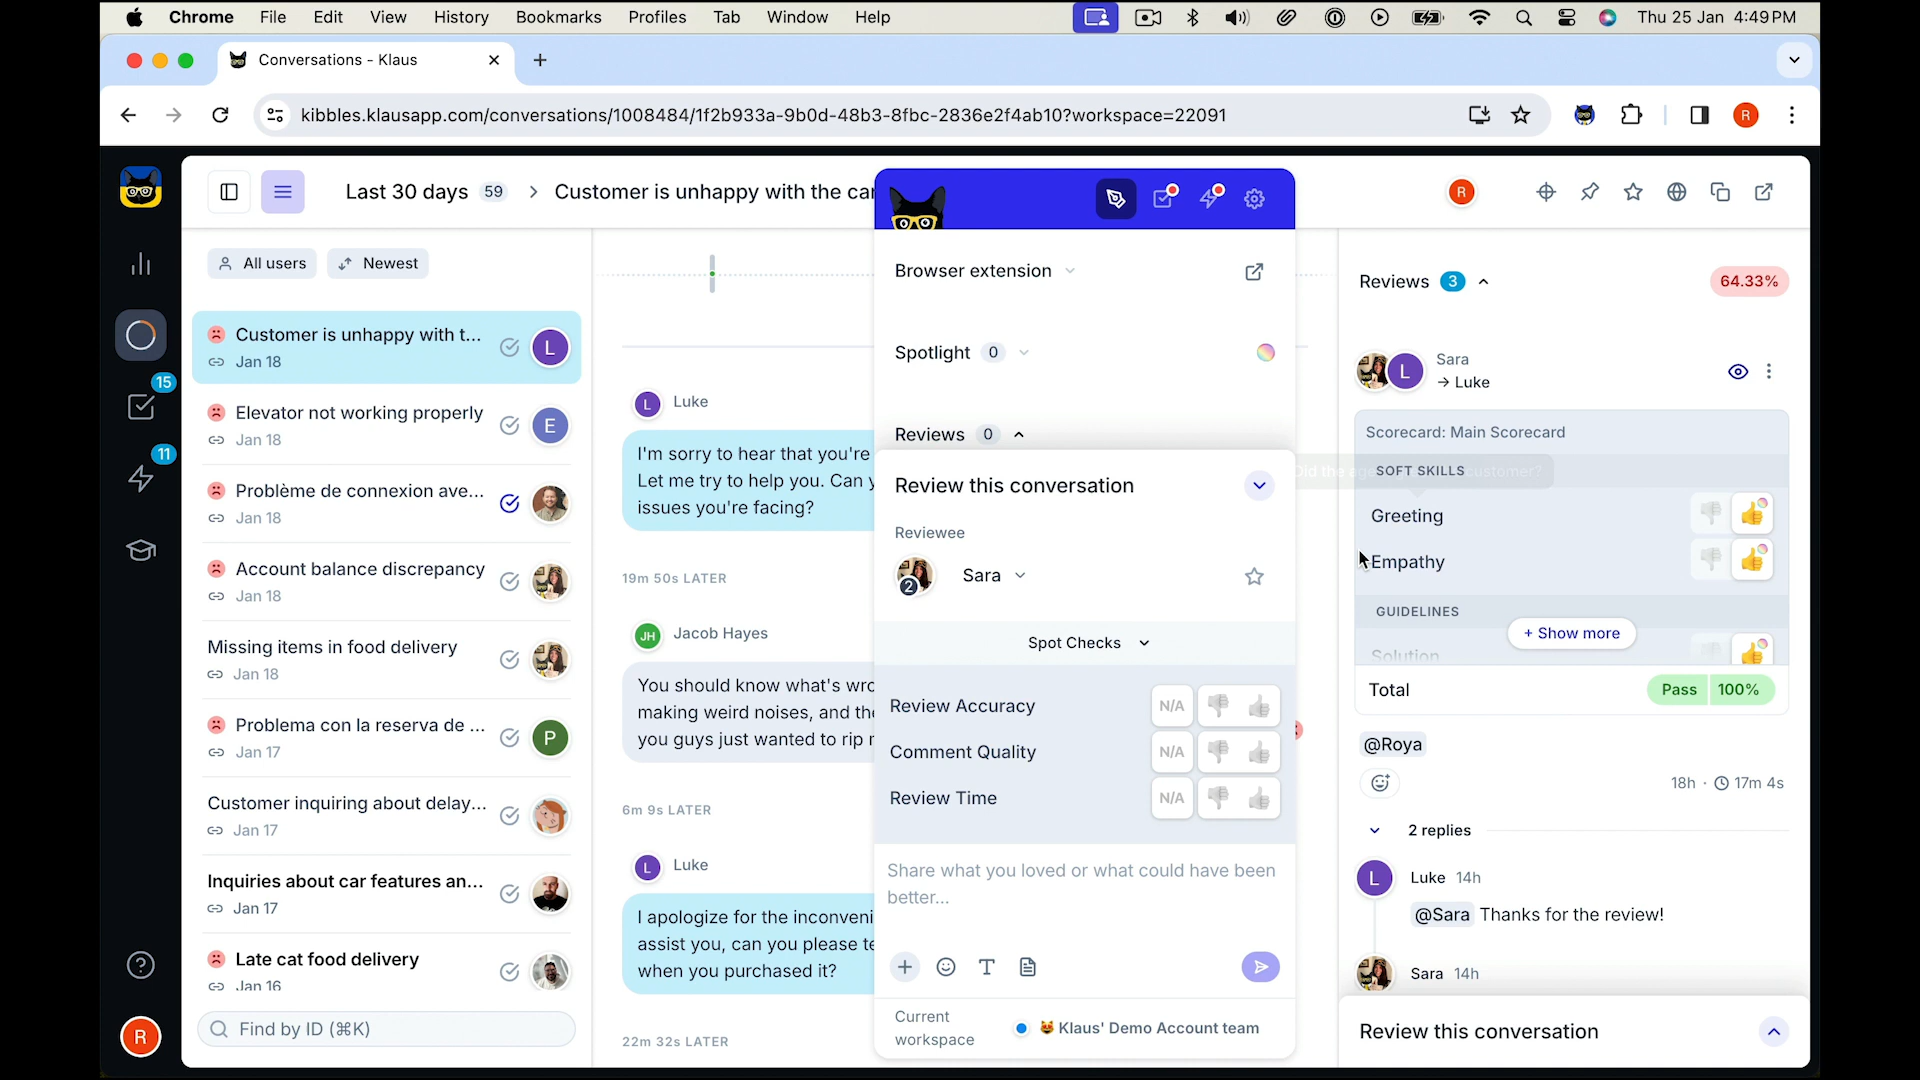 Chrome File Edit View History Bookmarks Profiles Tab Window Help Thu 25 Jan 4:49 PM
Conversations - Klaus
kibbles.klausapp.com/conversations/1008484/1f2b933a-9b0d-48b3-8fbc-2836e2f4ab10?workspace=22091
R
Last 30 days 59 > Customer is unhappy with the car
R
All users Newest
Customer is unhappy with t...
Jan 18
L
Elevator not working properly
Jan 18
E
Problème de connexion ave...
Jan 18
Account balance discrepancy
Jan 18
Missing items in food delivery
Jan 18
Problema con la reserva de ...
Jan 17
P
Customer inquiring about delay...
Jan 17
Inquiries about car features an...
Jan 17
Late cat food delivery
Jan 16
Find by ID (⌘K)
15
11
R
L Luke
I'm sorry to hear that you're
Let me try to help you. Can
issues you're facing?
19m 50s LATER
JH Jacob Hayes
You should know what's
making weird noises, and
you guys just wanted to rip
6m 9s LATER
L Luke
I apologize for the
assist you, can you please
when you purchased it?
22m 32s LATER
Browser extension
Spotlight 0
Reviews 0
Review this conversation
Reviewee
2 Sara
Spot Checks
Review Accuracy N/A
Comment Quality N/A
Review Time N/A
Share what you loved or what could have been
better...
Current
workspace
Klaus' Demo Account team
Reviews 3 64.33%
Sara
L → Luke
Scorecard: Main Scorecard
SOFT SKILLS
Greeting
Empathy
GUIDELINES
+ Show more
Solution
Total Pass 100%
@Roya
18h · 17m 4s
2 replies
L Luke 14h
@Sara Thanks for the review!
Sara 14h
Review this conversation